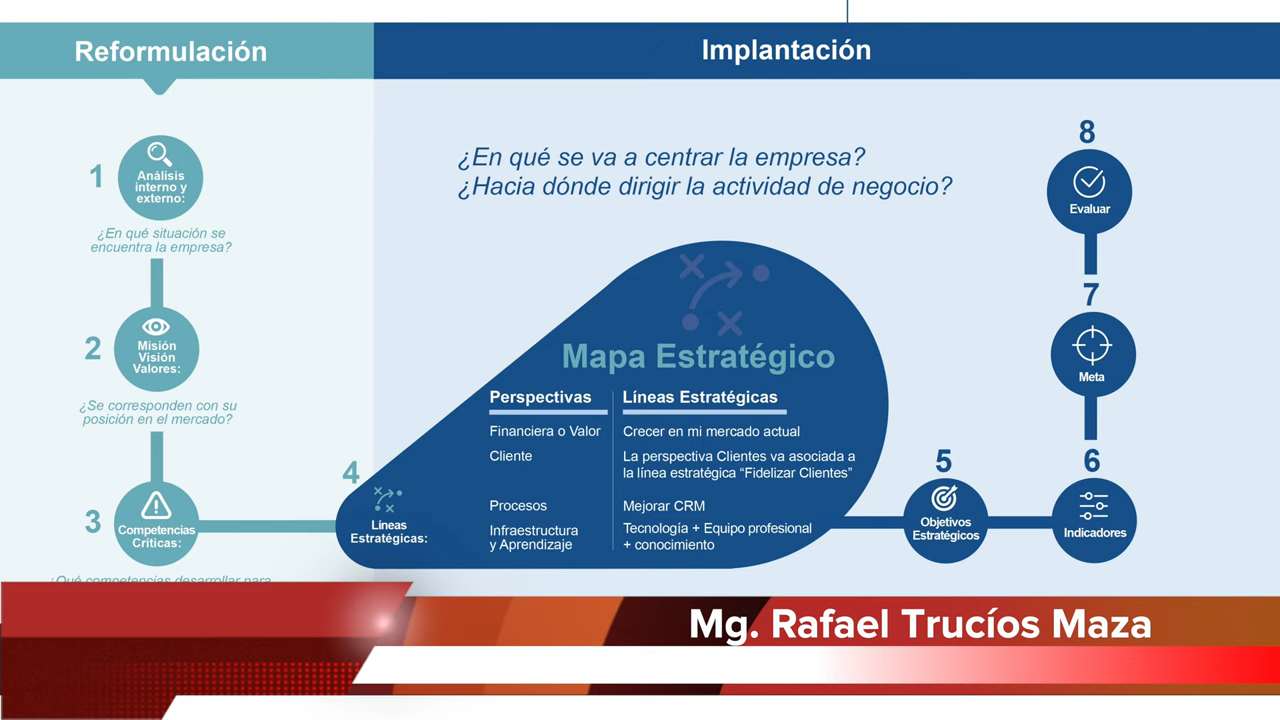 Reformulación
Implantación
1
Análisis
interno y
externo:
¿En qué situación se
encuentra la empresa?
2
Misión
Visión
Valores:
¿Se corresponden con su
posición en el mercado?
3
Competencias
Críticas:
¿Qué competencias desarrollar para
¿En qué se va a centrar la empresa?
¿Hacia dónde dirigir la actividad de negocio?
4
Líneas
Estratégicas:
Mapa Estratégico
Perspectivas
Líneas Estratégicas
Financiera o Valor
Crecer en mi mercado actual
Cliente
La perspectiva Clientes va asociada a
la línea estratégica “Fidelizar Clientes”
Procesos
Mejorar CRM
Infraestructura
y Aprendizaje
Tecnología + Equipo profesional
+ conocimiento
5
Objetivos
Estratégicos
6
Indicadores
7
Meta
8
Evaluar
Mg. Rafael Trucíos Maza